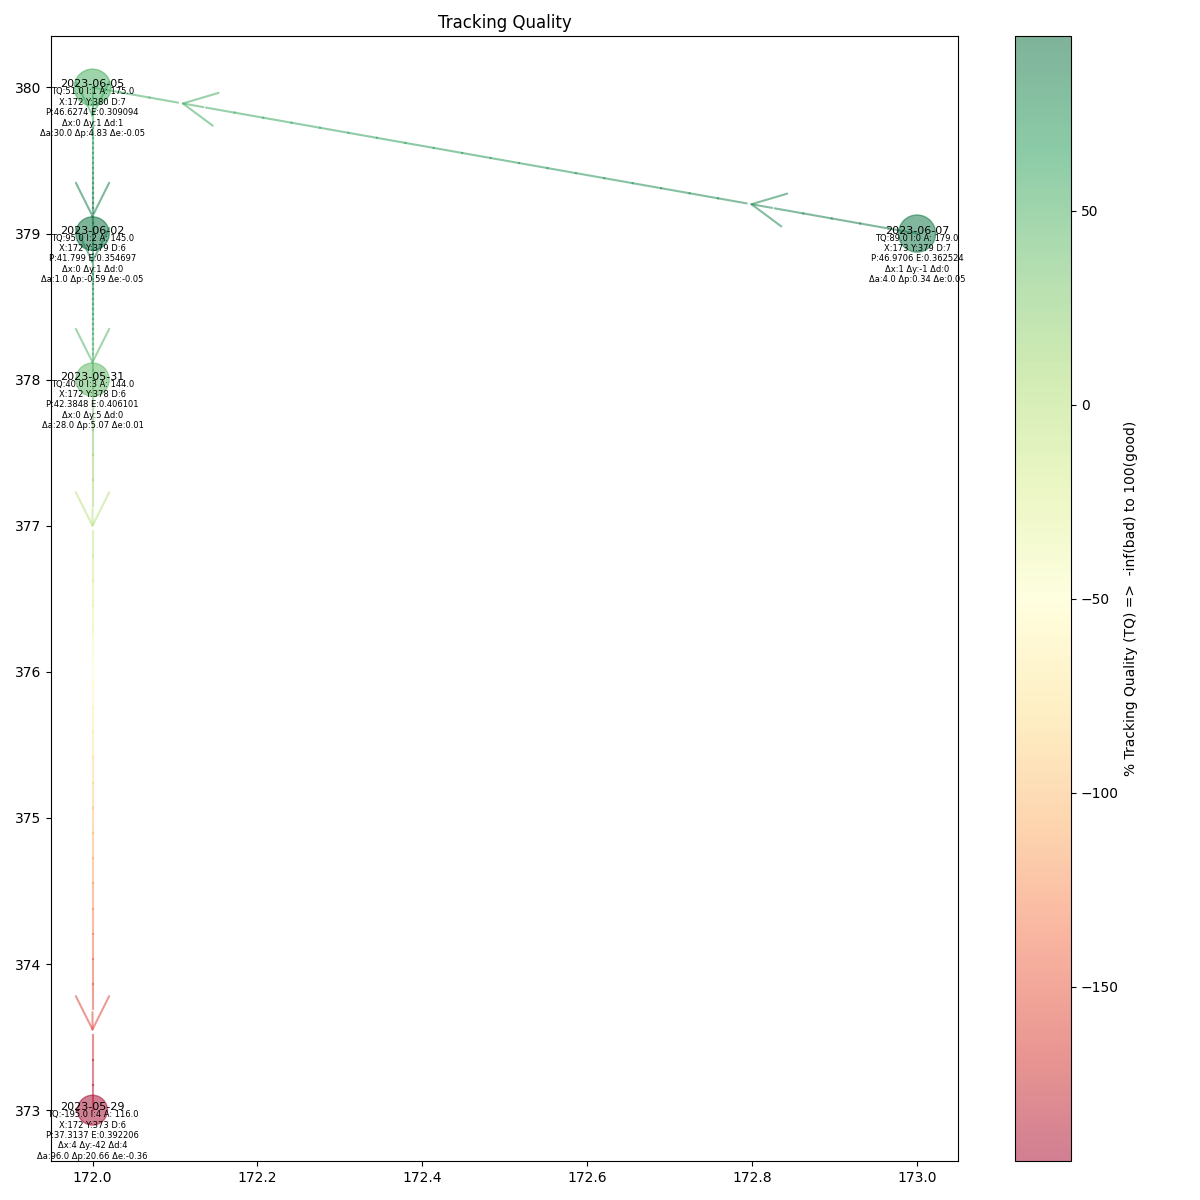 Tracking Quality
380
379
378
377
376
375
374
373
172.0
172.2
172.4
172.6
172.8
173.0
2023-06-05
TQ:51.0 I:1 A: 175.0
X:172 Y:380 D:7
P:46.6274 E:0.309094
Δx:0 Δy:1 Δd:1
Δa:30.0 Δp:4.83 Δe:-0.05
2023-06-02
TQ:95.0 I:2 A: 145.0
X:172 Y:379 D:6
P:41.799 E:0.354697
Δx:0 Δy:1 Δd:0
Δa:1.0 Δp:-0.59 Δe:-0.05
2023-06-07
TQ:89.0 I:0 A: 179.0
X:173 Y:379 D:7
P:46.9706 E:0.362524
Δx:1 Δy:-1 Δd:0
Δa:4.0 Δp:0.34 Δe:0.05
2023-05-31
TQ:40.0 I:3 A: 144.0
X:172 Y:378 D:6
P:42.3848 E:0.406101
Δx:0 Δy:5 Δd:0
Δa:28.0 Δp:5.07 Δe:0.01
2023-05-29
TQ:-195.0 I:4 A: 116.0
X:172 Y:373 D:6
P:37.3137 E:0.392206
Δx:4 Δy:-42 Δd:4
Δa:96.0 Δp:20.66 Δe:-0.36
50
0
−50
−100
−150
% Tracking Quality (TQ) => -inf(bad) to 100(good)